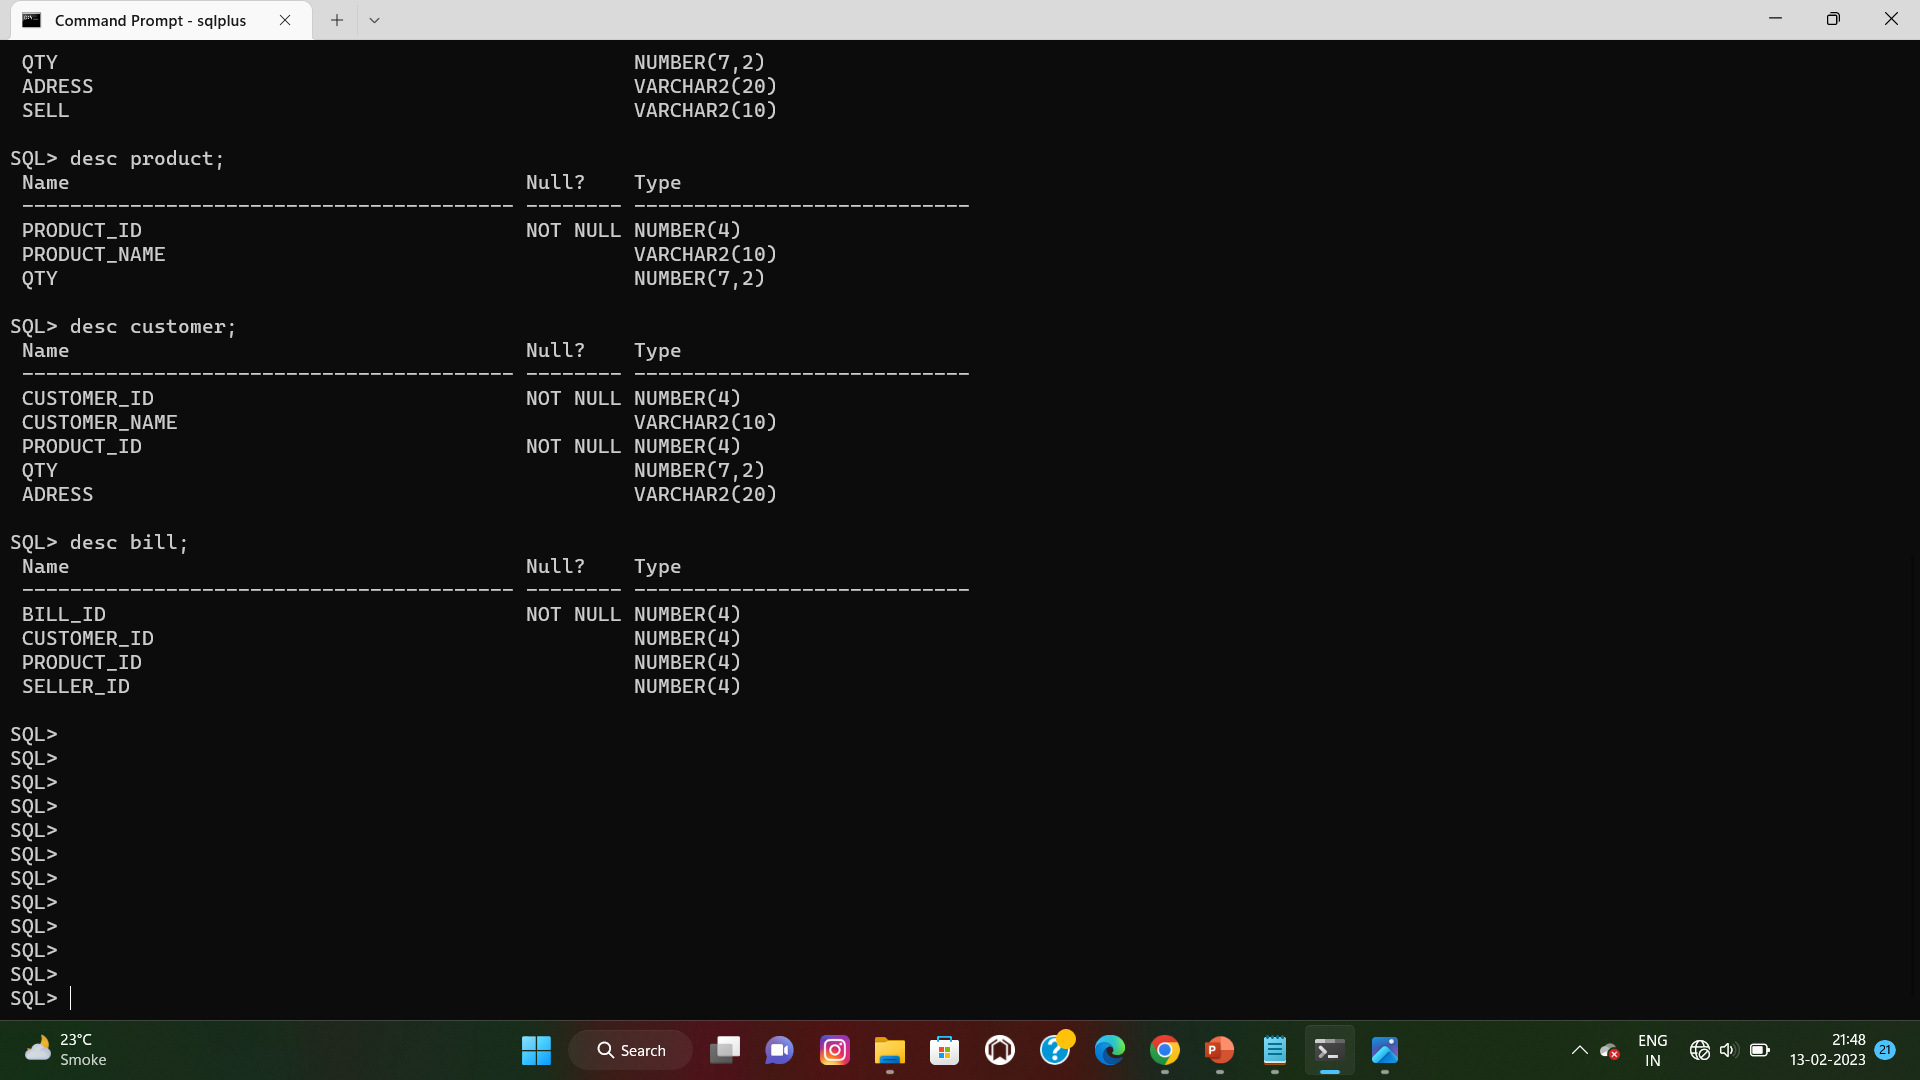 Command Prompt - sqlplus
QTY NUMBER(7,2)
ADRESS VARCHAR2(20)
SELL VARCHAR2(10)
SQL> desc product;
Name Null? Type
----------------------------------------- -------- ----------------------------
PRODUCT_ID NOT NULL NUMBER(4)
PRODUCT_NAME VARCHAR2(10)
QTY NUMBER(7,2)
SQL> desc customer;
Name Null? Type
----------------------------------------- -------- ----------------------------
CUSTOMER_ID NOT NULL NUMBER(4)
CUSTOMER_NAME VARCHAR2(10)
PRODUCT_ID NOT NULL NUMBER(4)
QTY NUMBER(7,2)
ADRESS VARCHAR2(20)
SQL> desc bill;
Name Null? Type
----------------------------------------- -------- ----------------------------
BILL_ID NOT NULL NUMBER(4)
CUSTOMER_ID NUMBER(4)
PRODUCT_ID NUMBER(4)
SELLER_ID NUMBER(4)
SQL>
SQL>
SQL>
SQL>
SQL>
SQL>
SQL>
SQL>
SQL>
SQL>
SQL>
SQL>
23°C
Smoke
Search
P
ENG
IN
21:48
13-02-2023
21